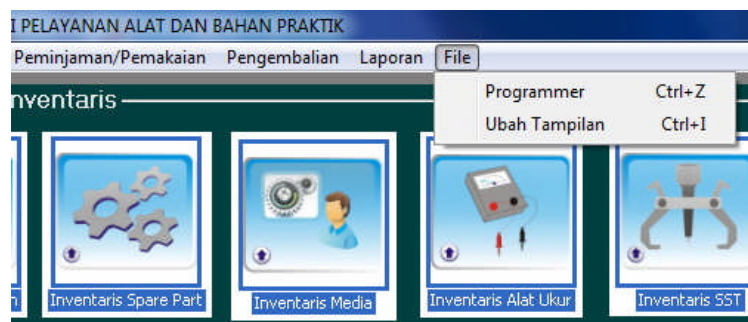 I PELAYANAN ALAT DAN BAHAN PRAKTIK
Peminjaman/Pemakaian Pengembalian Laporan File
Programmer Ctrl+Z
Ubah Tampilan Ctrl+I
nventaris
n Inventaris Spare Part Inventaris Media Inventaris Alat Ukur Inventaris SST